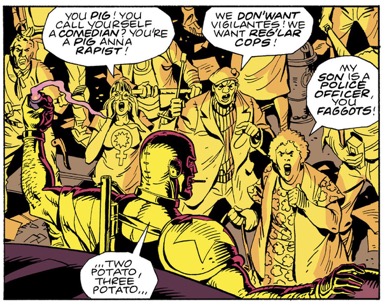 YOU PIG! YOU
CALL YOURSELF
A COMEDIAN? YOU'RE
A PIG ANNA
RAPIST!
WE DON'T WANT
VIGILANTES! WE
WANT REG'LAR
COPS!
MY
SON IS A
POLICE
OFFICER,
YOU
FAGGOTS!
...TWO
POTATO,
THREE
POTATO...